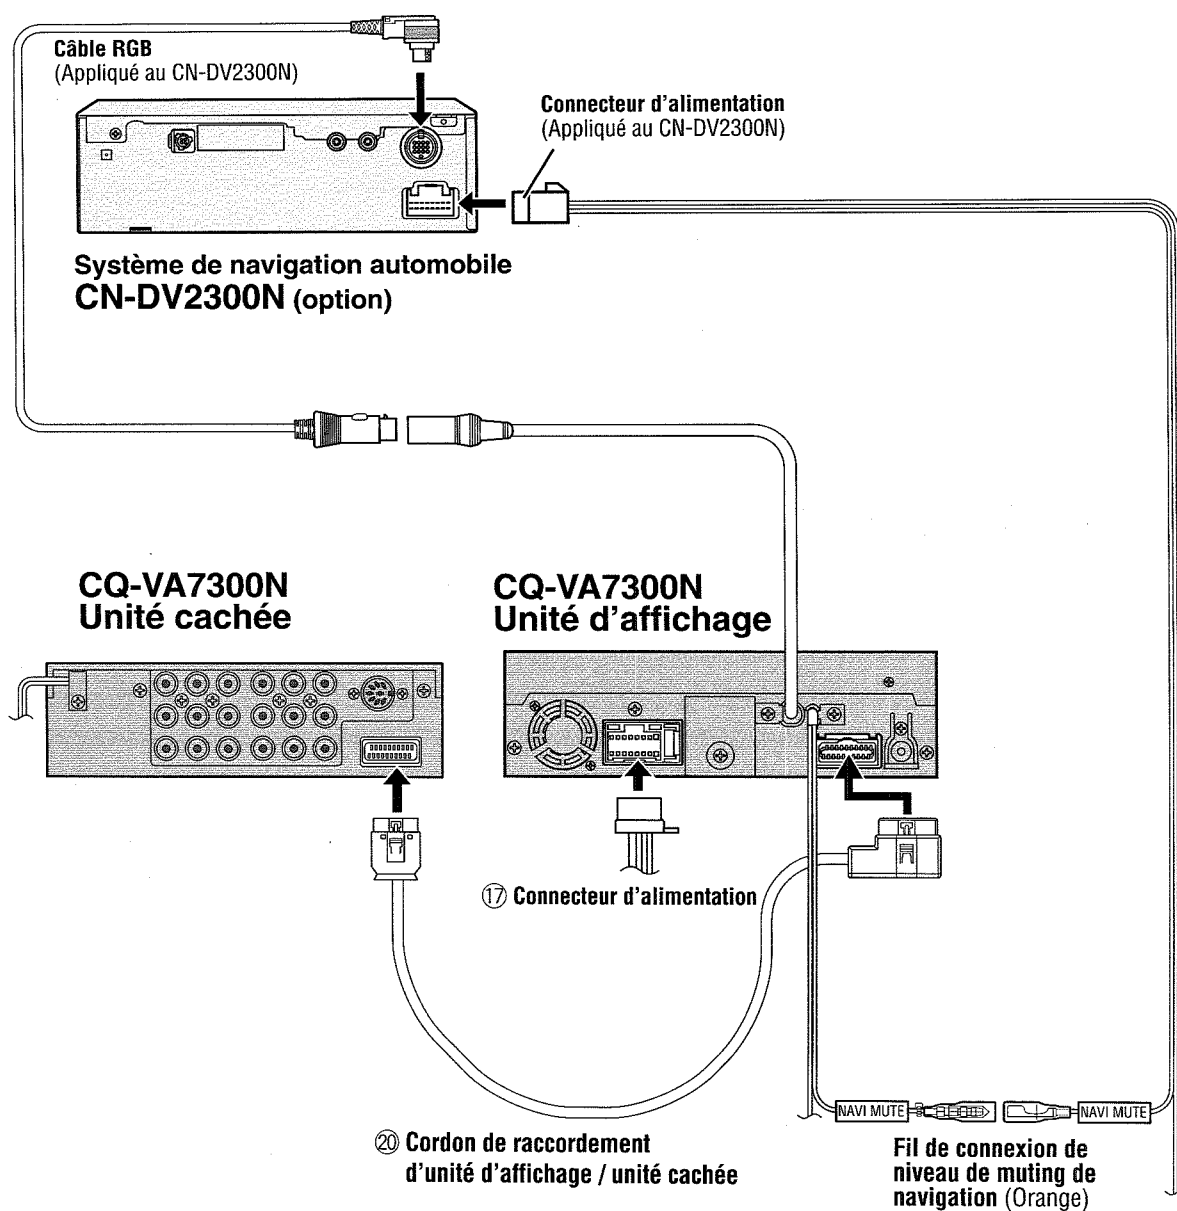 Câble RGB
(Appliqué au CN-DV2300N)
Connecteur d'alimentation
(Appliqué au CN-DV2300N)
Système de navigation automobile
CN-DV2300N (option)
CQ-VA7300N
Unité cachée
CQ-VA7300N
Unité d'affichage
⑰ Connecteur d'alimentation
NAVI MUTE
NAVI MUTE
⑳ Cordon de raccordement
d'unité d'affichage / unité cachée
Fil de connexion de
niveau de muting de
navigation (Orange)